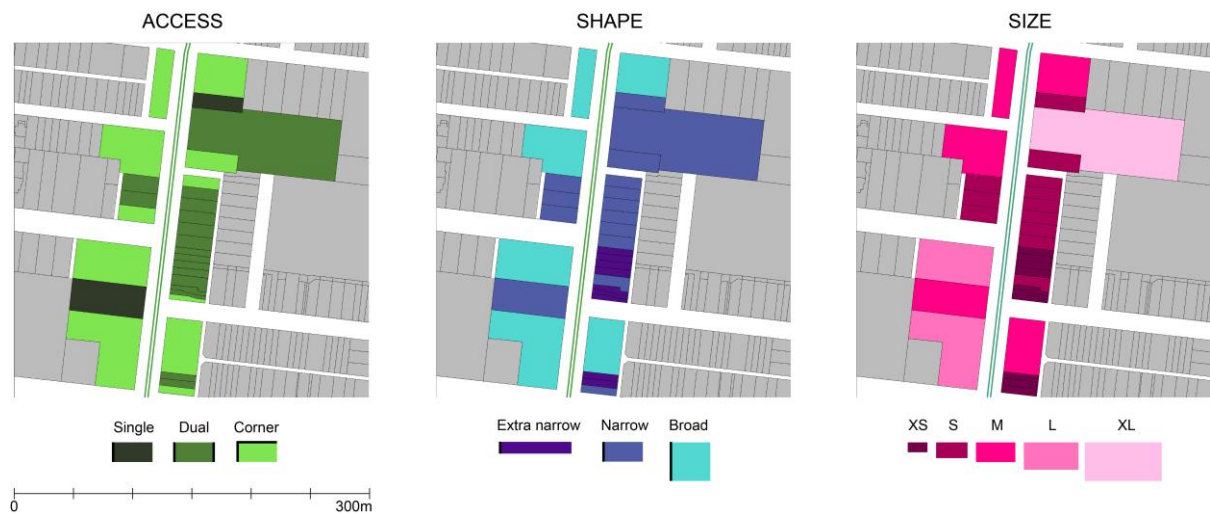 ACCESS
SHAPE
SIZE
Single Dual Corner
Extra narrow Narrow Broad
XS S M L XL
0 300m